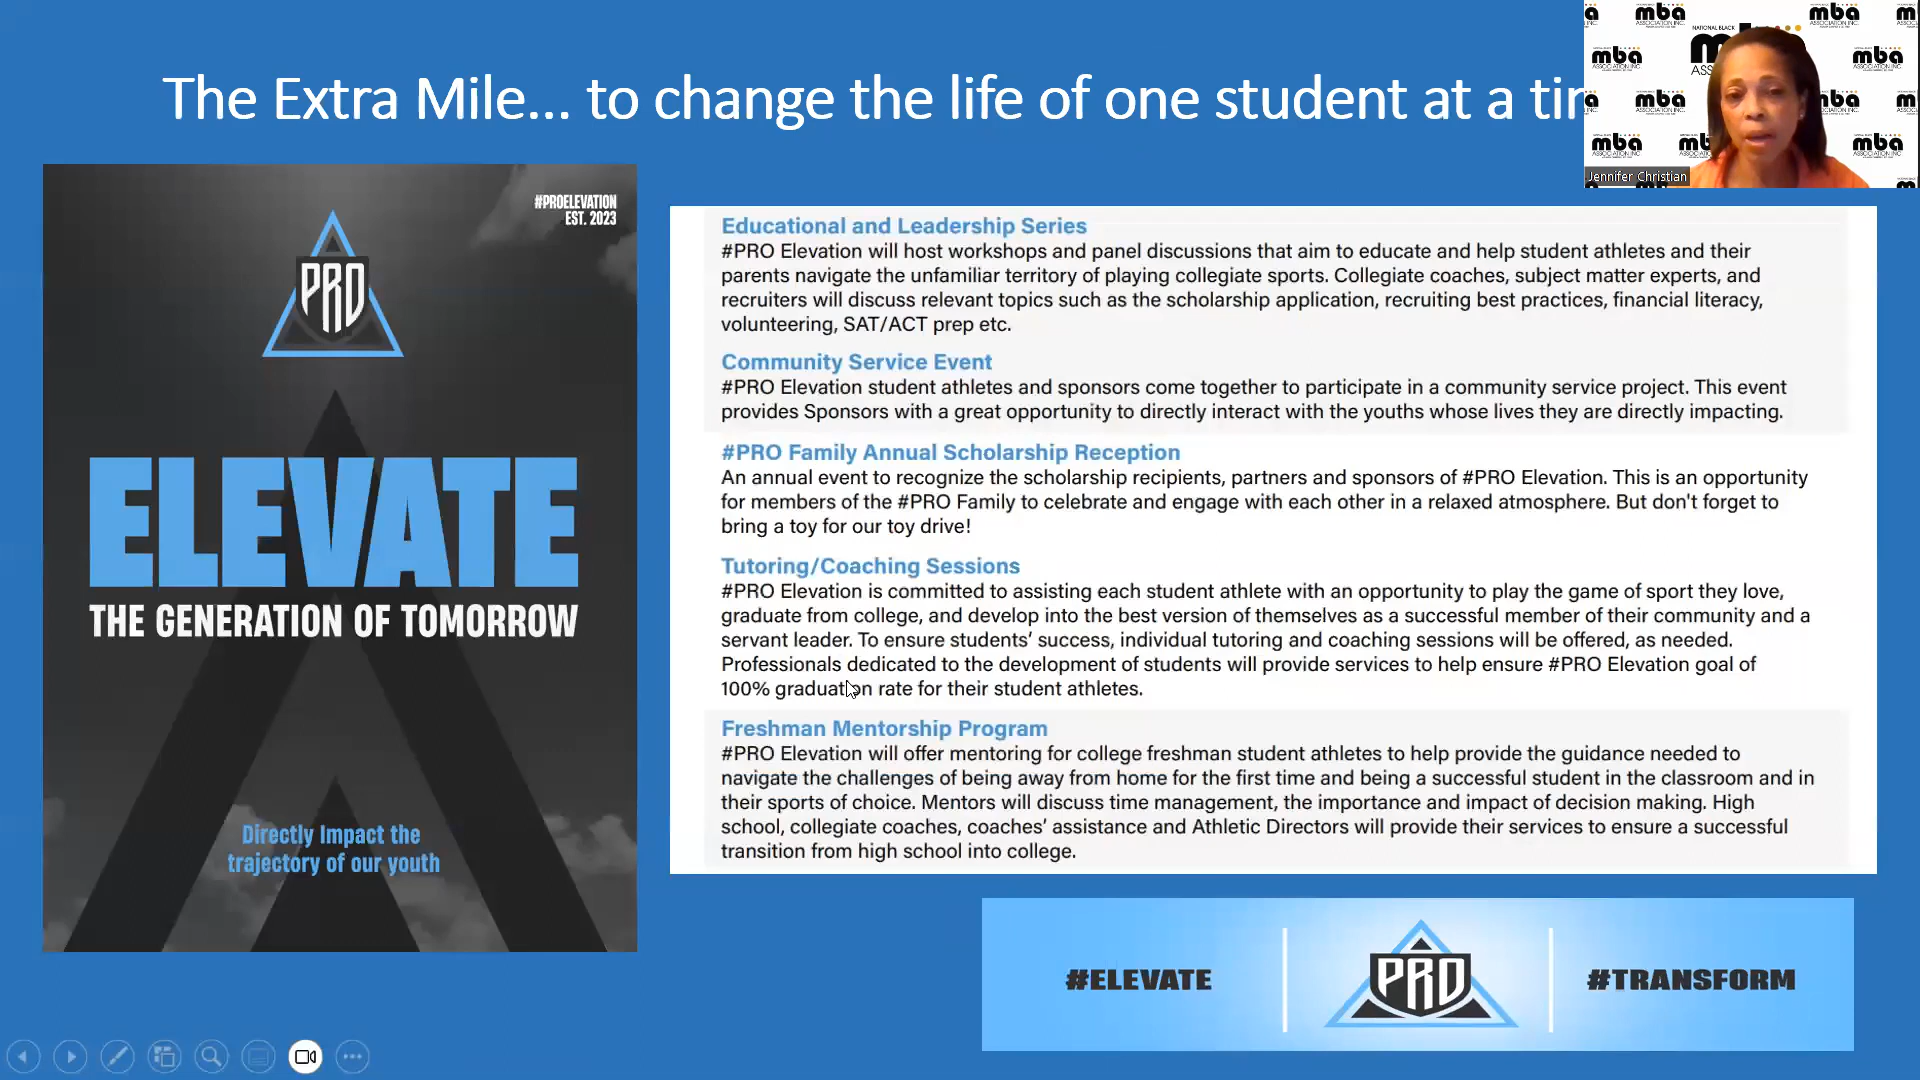 The Extra Mile... to change the life of one student at a
#PROELEVATION
EST. 2023
PRO
ELEVATE
THE GENERATION OF TOMORROW
Directly Impact the
trajectory of our youth
NATIONAL BLACK
mba
ASSOCIATION INC.
mba
mba
mba
mba
mba
mba
Jennifer Christian
Educational and Leadership Series
#PRO Elevation will host workshops and panel discussions that aim to educate and help student athletes and their
parents navigate the unfamiliar territory of playing collegiate sports. Collegiate coaches, subject matter experts, and
recruiters will discuss relevant topics such as the scholarship application, recruiting best practices, financial literacy,
volunteering, SAT/ACT prep etc.
Community Service Event
#PRO Elevation student athletes and sponsors come together to participate in a community service project. This event
provides Sponsors with a great opportunity to directly interact with the youths whose lives they are directly impacting.
#PRO Family Annual Scholarship Reception
An annual event to recognize the scholarship recipients, partners and sponsors of #PRO Elevation. This is an opportunity
for members of the #PRO Family to celebrate and engage with each other in a relaxed atmosphere. But don't forget to
bring a toy for our toy drive!
Tutoring/Coaching Sessions
#PRO Elevation is committed to assisting each student athlete with an opportunity to play the game of sport they love,
graduate from college, and develop into the best version of themselves as a successful member of their community and a
servant leader. To ensure students' success, individual tutoring and coaching sessions will be offered, as needed.
Professionals dedicated to the development of students will provide services to help ensure #PRO Elevation goal of
100% graduation rate for their student athletes.
Freshman Mentorship Program
#PRO Elevation will offer mentoring for college freshman student athletes to help provide the guidance needed to
navigate the challenges of being away from home for the first time and being a successful student in the classroom and in
their sports of choice. Mentors will discuss time management, the importance and impact of decision making. High
school, collegiate coaches, coaches' assistance and Athletic Directors will provide their services to ensure a successful
transition from high school into college.
#ELEVATE
PRO
#TRANSFORM